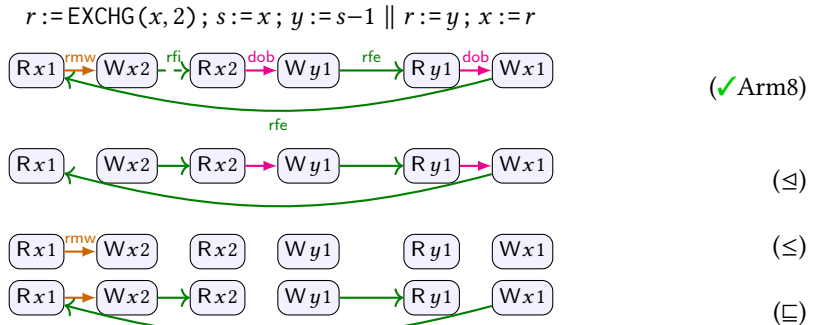 r := EXCHG(x, 2) ; s := x ; y := s−1 ∥ r := y ; x := r
rmw rfi dob rfe dob
Rx1 Wx2 Rx2 Wy1 Ry1 Wx1
(✓Arm8)
rfe
Rx1 Wx2 Rx2 Wy1 Ry1 Wx1
(⊴)
rmw
Rx1 Wx2 Rx2 Wy1 Ry1 Wx1
(≤)
Rx1 Wx2 Rx2 Wy1 Ry1 Wx1
(⊑)